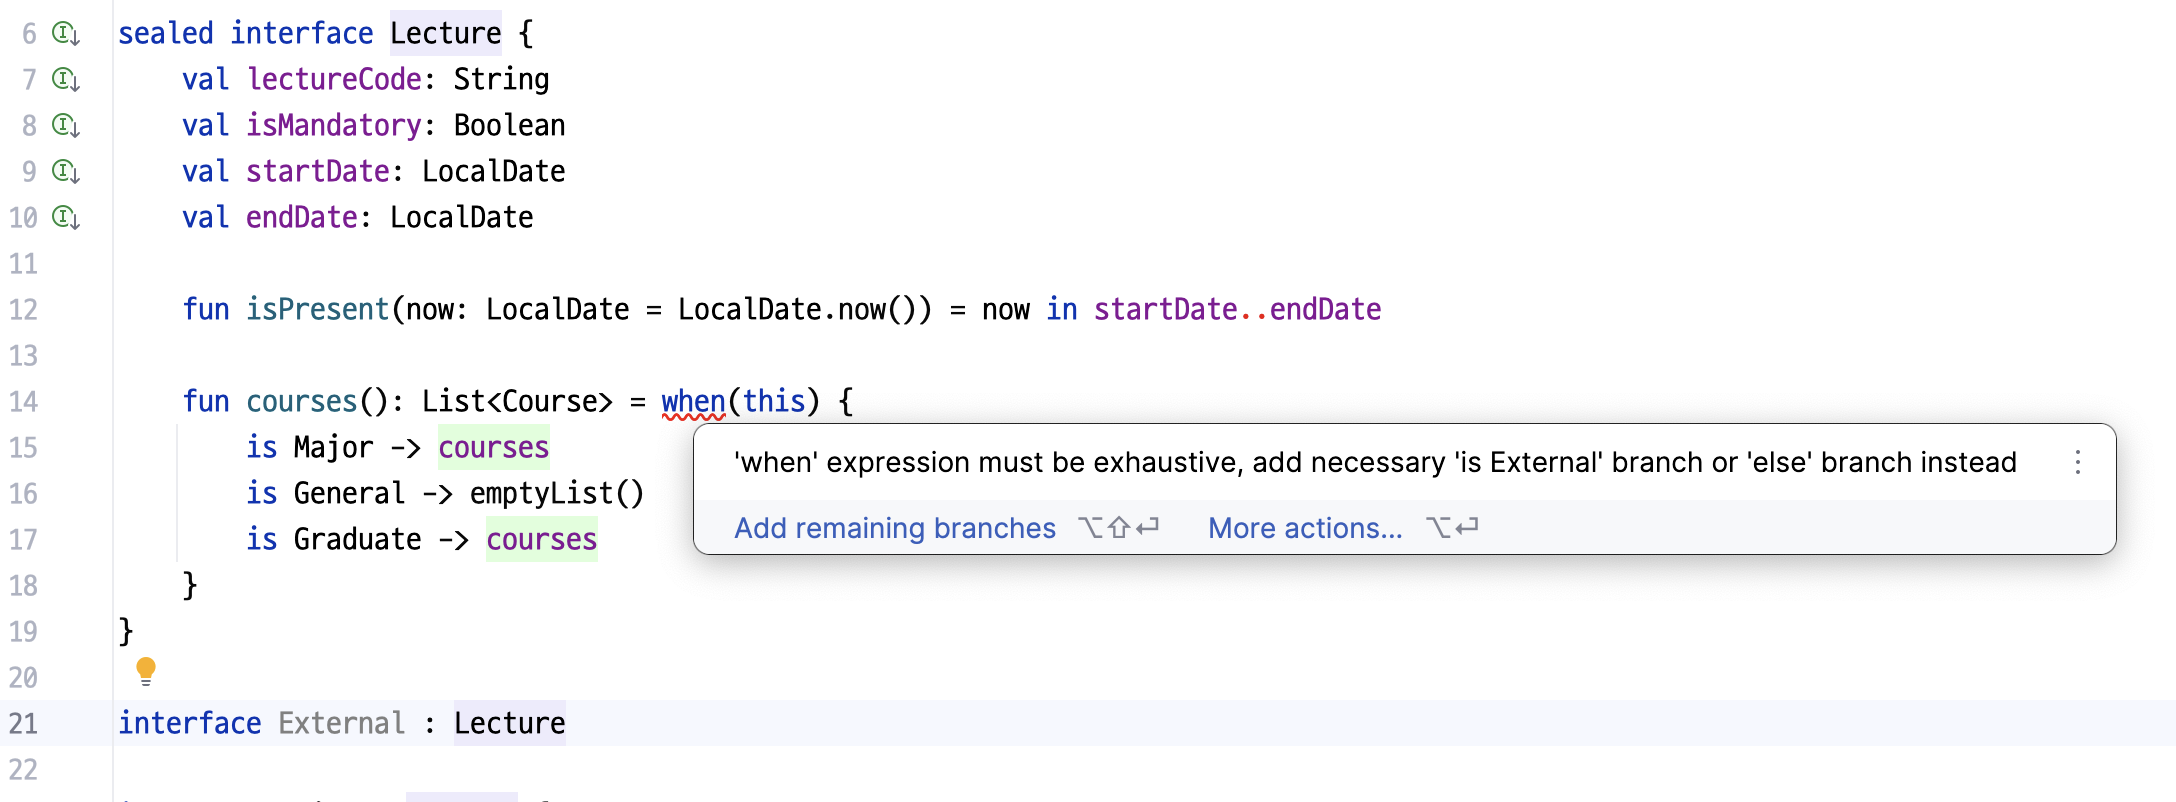 6 sealed interface Lecture {
7 val lectureCode: String
8 val isMandatory: Boolean
9 val startDate: LocalDate
10 val endDate: LocalDate
11
12 fun isPresent(now: LocalDate = LocalDate.now()) = now in startDate..endDate
13
14 fun courses(): List<Course> = when(this) {
15 is Major -> courses
'when' expression must be exhaustive, add necessary 'is External' branch or 'else' branch instead
16 is General -> emptyList()
Add remaining branches ⌥⇧⏎ More actions... ⌥⏎
17 is Graduate -> courses
18 }
19 }
20
21 interface External : Lecture
22